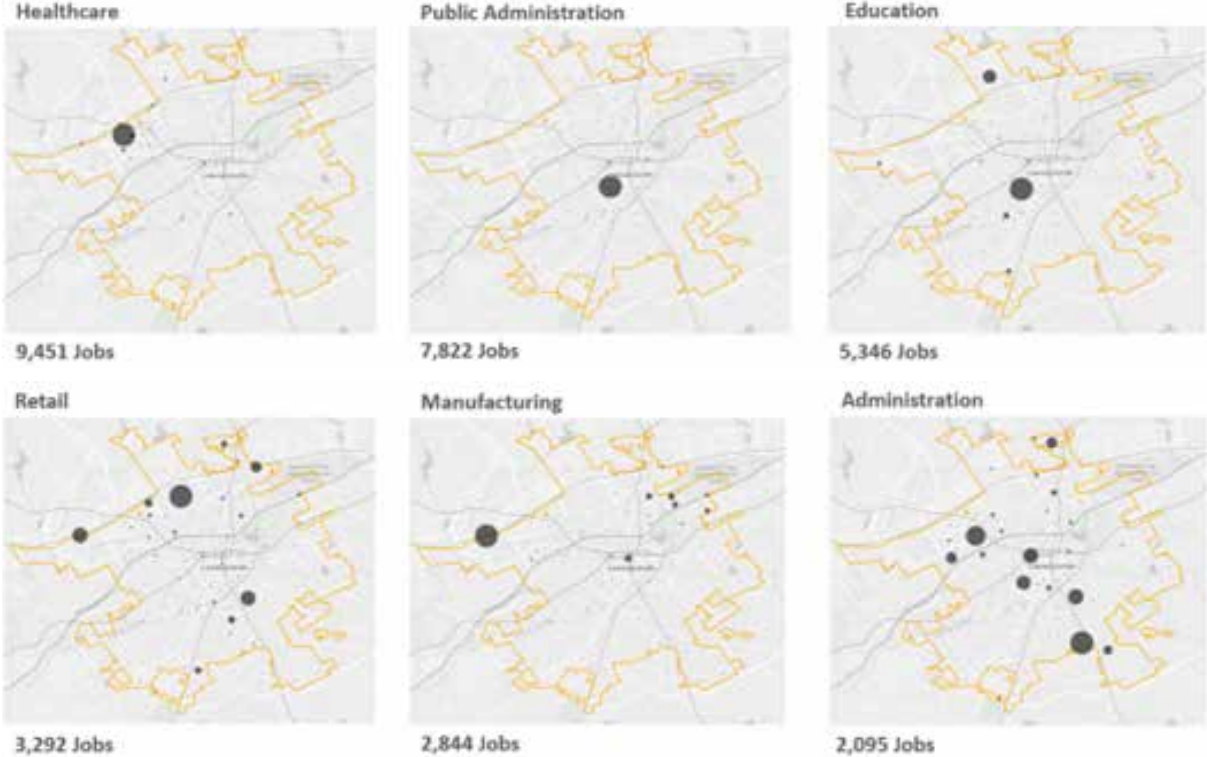 Healthcare
Public Administration
Education
9,451 Jobs
7,822 Jobs
5,346 Jobs
Retail
Manufacturing
Administration
3,292 Jobs
2,844 Jobs
2,095 Jobs